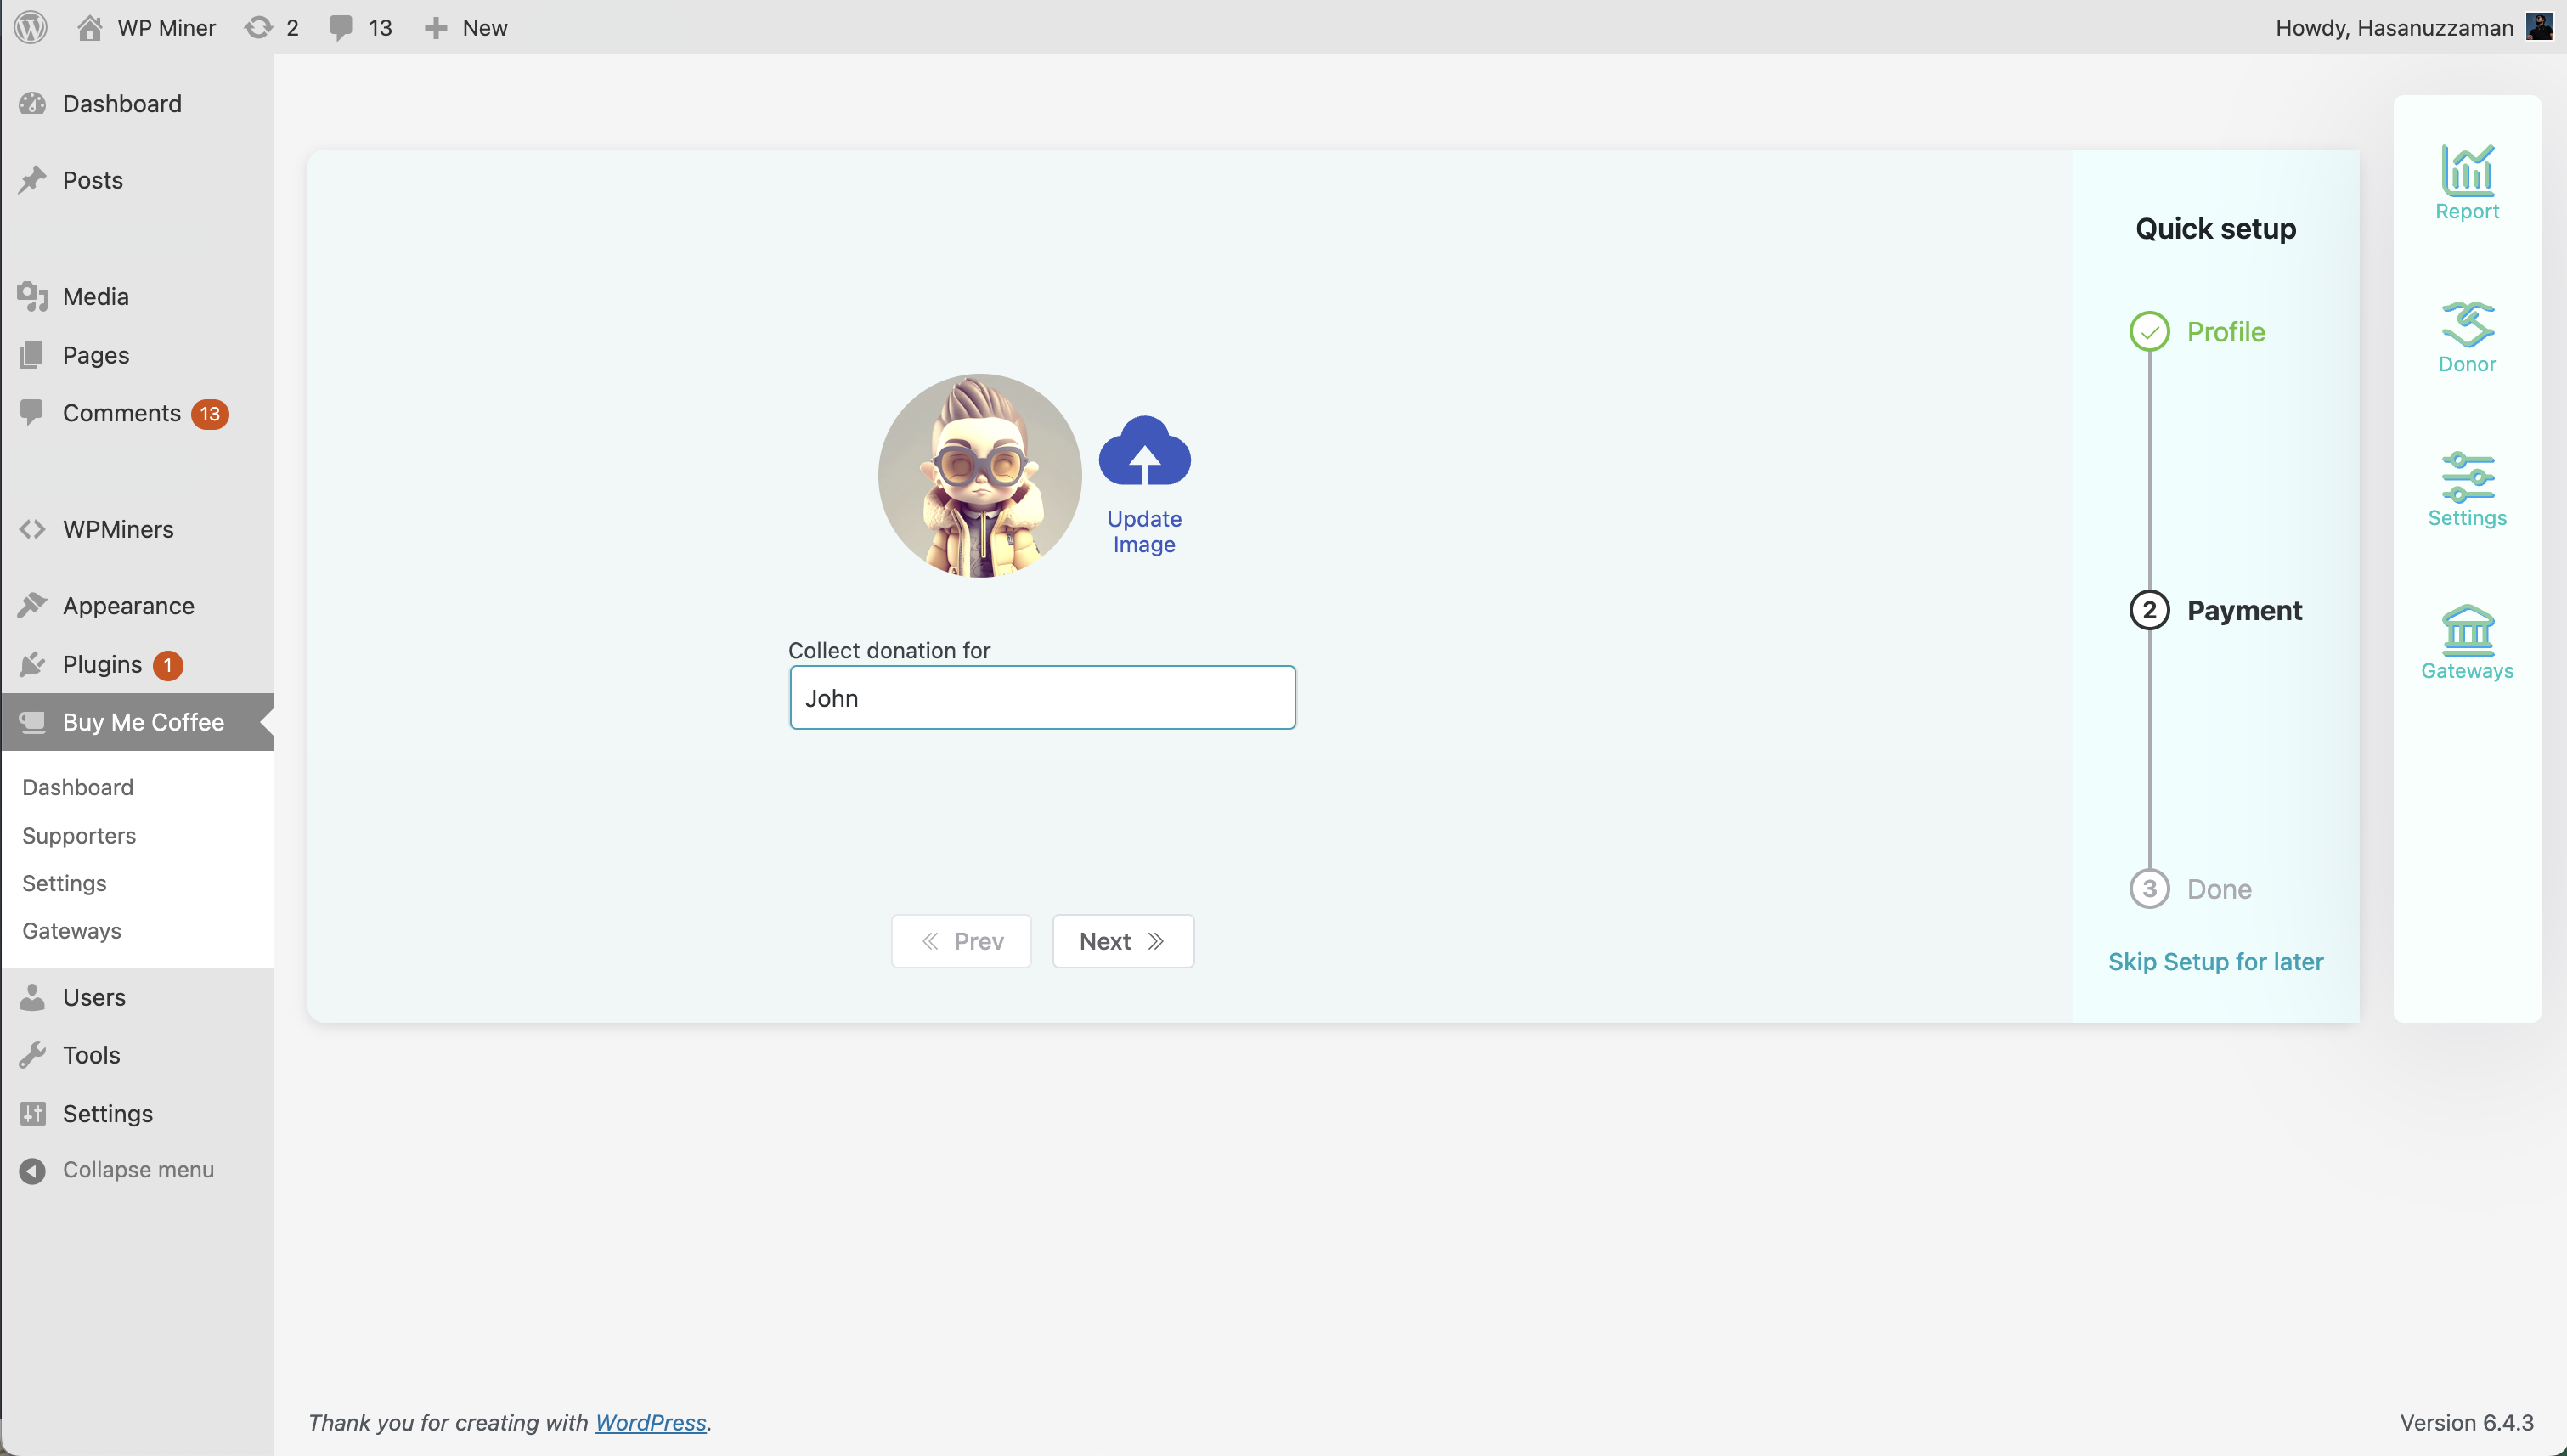 WP Miner 2 13 New
Howdy, Hasanuzzaman
Dashboard
Posts
Media
Pages
Comments 13
WPMiners
Appearance
Plugins 1
Buy Me Coffee
Dashboard
Supporters
Settings
Gateways
Users
Tools
Settings
Collapse menu
Update
Image
Collect donation for
John
Prev
Next
Quick setup
Profile
2 Payment
3 Done
Skip Setup for later
Report
Donor
Settings
Gateways
Thank you for creating with WordPress.
Version 6.4.3